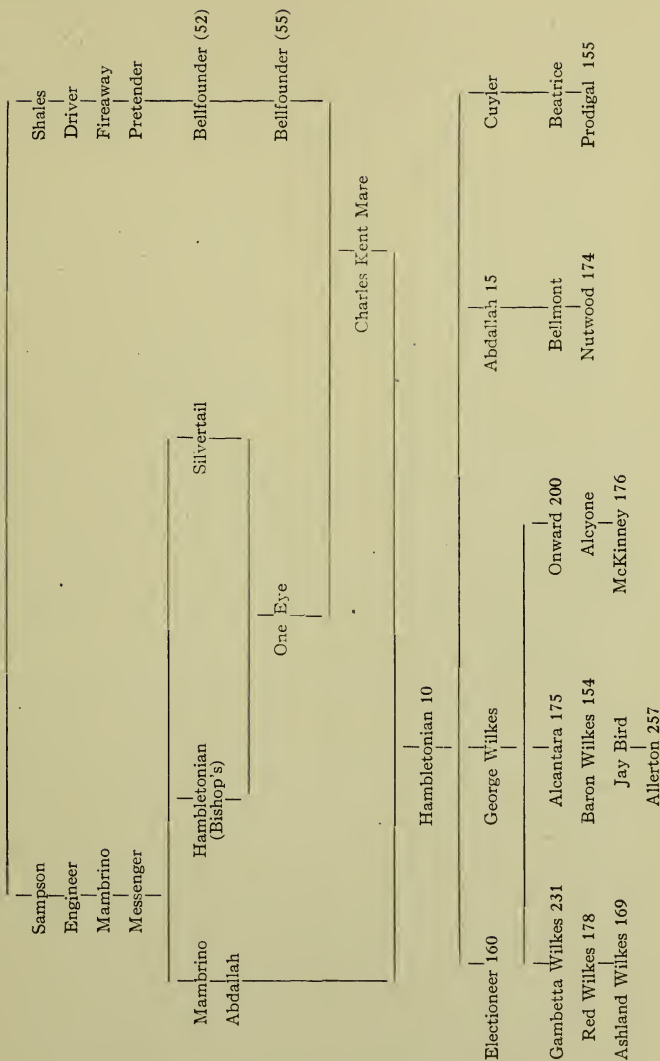 Shales
Driver
Fireaway
Pretender
Bellfounder (52)
Bellfounder (55)
Sampson
Engineer
Mambrino
Messenger
Silvertail
Hambletonian
(Bishop's)
Mambrino
Abdallah
One Eye
Charles Kent Mare
Hambletonian 10
Electioneer 160
George Wilkes
Abdallah 15
Cuyler
Gambetta Wilkes 231
Red Wilkes 178
Ashland Wilkes 169
Alcantara 175
Baron Wilkes 154
Jay Bird
Allerton 257
Onward 200
Alcyone
McKinney 176
Bellmont
Nutwood 174
Beatrice
Prodigal 155